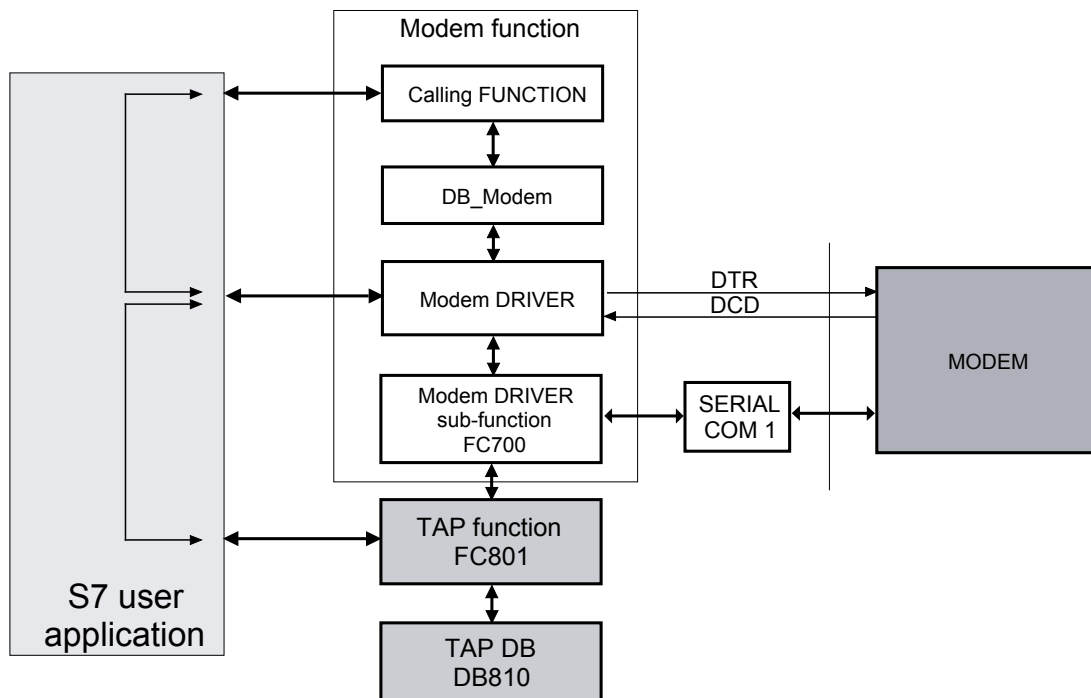 Modem function
Calling FUNCTION
DB_Modem
Modem DRIVER
DTR
DCD
MODEM
Modem DRIVER
sub-function
FC700
SERIAL
COM 1
TAP function
FC801
S7 user
application
TAP DB
DB810